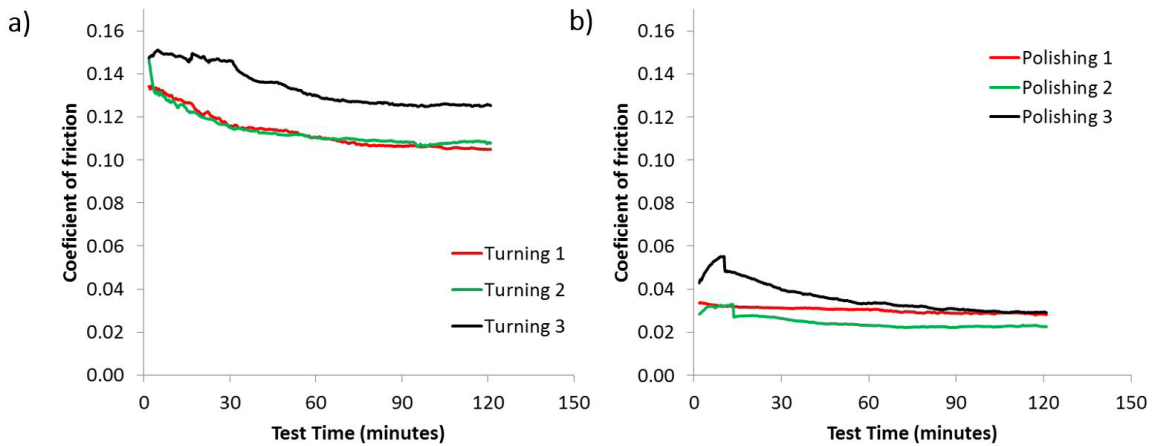 a)
Coeficient of friction
0.16
0.14
0.12
0.10
0.08
0.06
0.04
0.02
0.00
Turning 1
Turning 2
Turning 3
0 30 60 90 120 150
Test Time (minutes)
b)
Coeficient of friction
0.16
0.14
0.12
0.10
0.08
0.06
0.04
0.02
0.00
Polishing 1
Polishing 2
Polishing 3
0 30 60 90 120 150
Test Time (minutes)